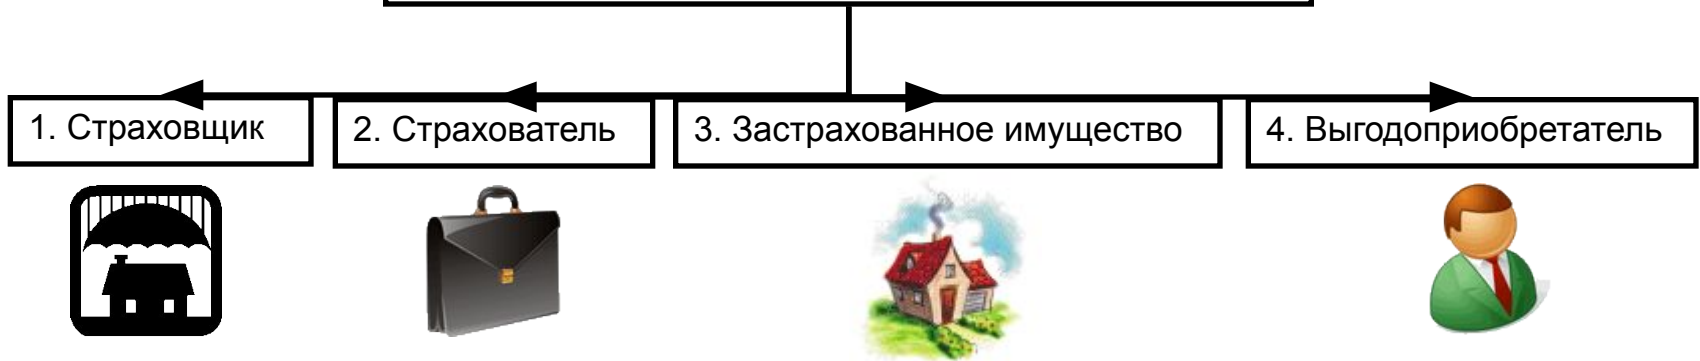 1. Страховщик
2. Страхователь
3. Застрахованное имущество
4. Выгодоприобретатель